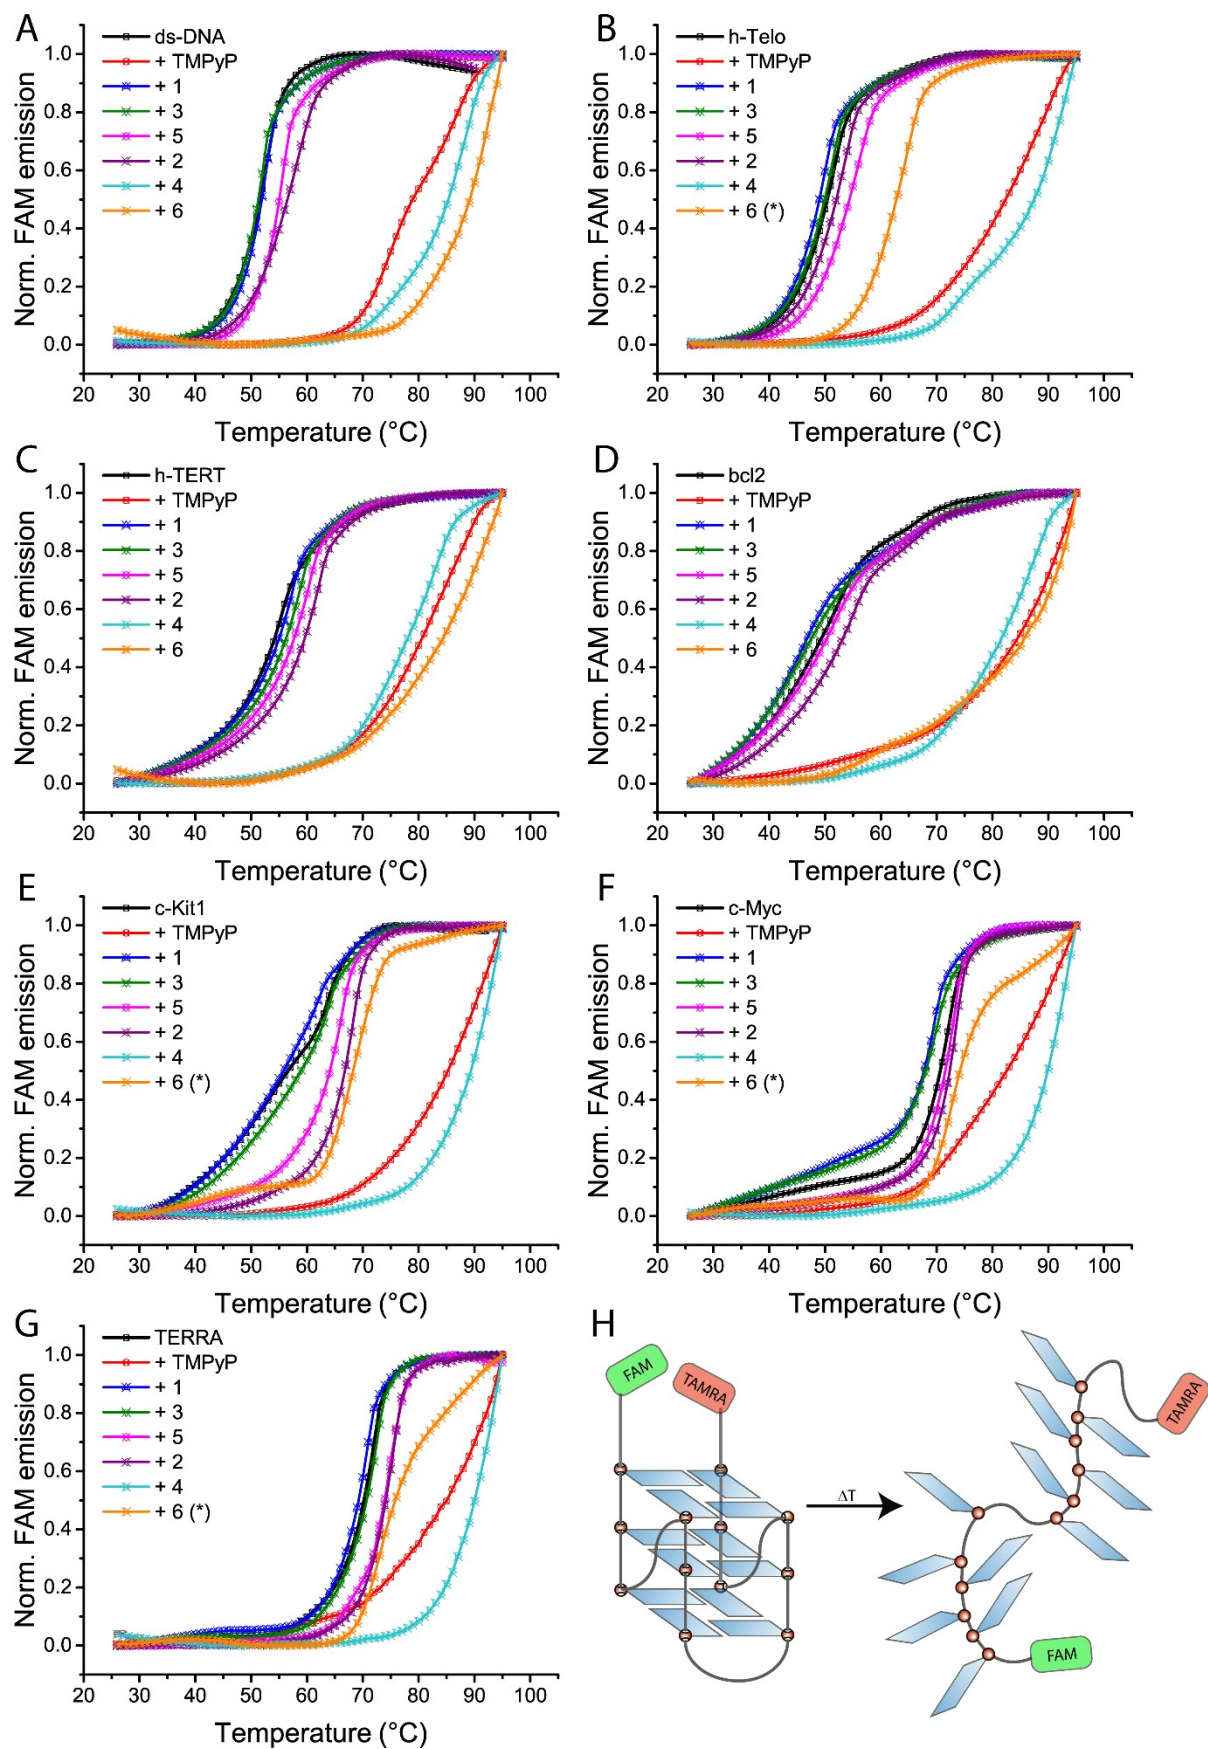 A
ds-DNA
+ TMPyP
+ 1
+ 3
+ 5
+ 2
+ 4
+ 6
Norm. FAM emission
1.0
0.8
0.6
0.4
0.2
0.0
20 30 40 50 60 70 80 90 100
Temperature (°C)
B
h-Telo
+ TMPyP
+ 1
+ 3
+ 5
+ 2
+ 4
+ 6 (*)
Norm. FAM emission
1.0
0.8
0.6
0.4
0.2
0.0
20 30 40 50 60 70 80 90 100
Temperature (°C)
C
h-TERT
+ TMPyP
+ 1
+ 3
+ 5
+ 2
+ 4
+ 6
Norm. FAM emission
1.0
0.8
0.6
0.4
0.2
0.0
20 30 40 50 60 70 80 90 100
Temperature (°C)
D
bcl2
+ TMPyP
+ 1
+ 3
+ 5
+ 2
+ 4
+ 6
Norm. FAM emission
1.0
0.8
0.6
0.4
0.2
0.0
20 30 40 50 60 70 80 90 100
Temperature (°C)
E
c-Kit1
+ TMPyP
+ 1
+ 3
+ 5
+ 2
+ 4
+ 6 (*)
Norm. FAM emission
1.0
0.8
0.6
0.4
0.2
0.0
20 30 40 50 60 70 80 90 100
Temperature (°C)
F
c-Myc
+ TMPyP
+ 1
+ 3
+ 5
+ 2
+ 4
+ 6 (*)
Norm. FAM emission
1.0
0.8
0.6
0.4
0.2
0.0
20 30 40 50 60 70 80 90 100
Temperature (°C)
G
TERRA
+ TMPyP
+ 1
+ 3
+ 5
+ 2
+ 4
+ 6 (*)
Norm. FAM emission
1.0
0.8
0.6
0.4
0.2
0.0
20 30 40 50 60 70 80 90 100
Temperature (°C)
H
FAM
TAMRA
ΔT
TAMRA
FAM